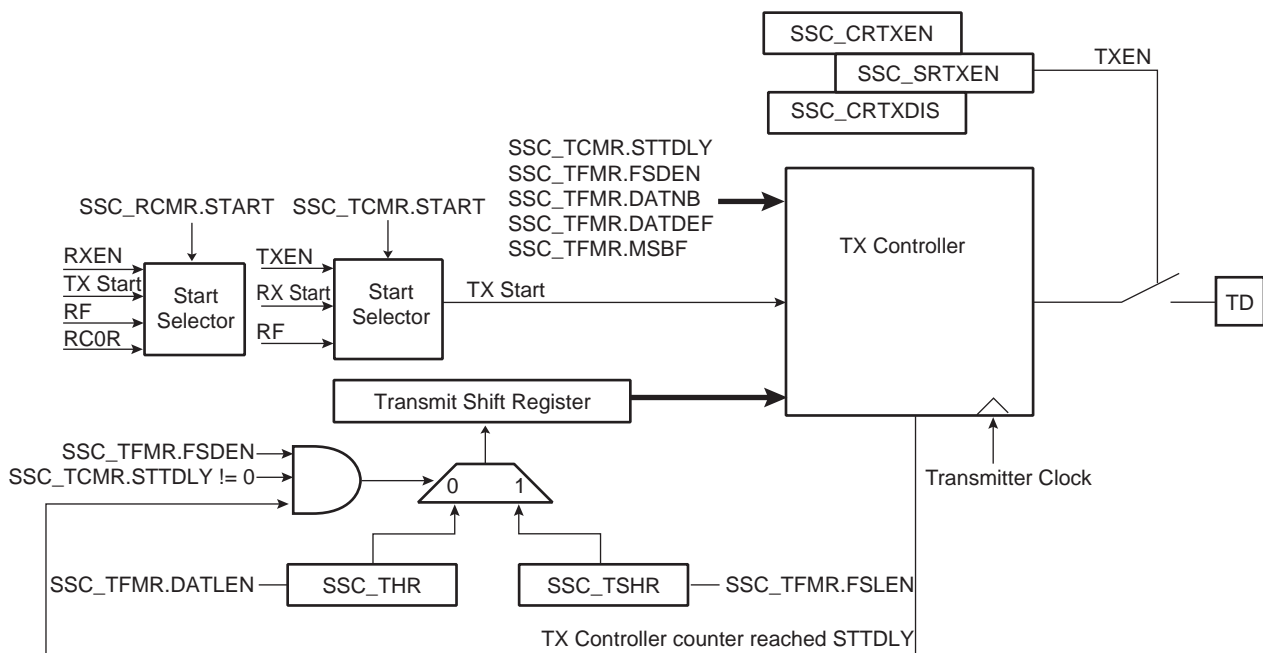 SSC_CRTXEN
SSC_SRTXEN
SSC_CRTXDIS
TXEN
SSC_TCMR.STTDLY
SSC_TFMR.FSDEN
SSC_TFMR.DATNB
SSC_TFMR.DATDEF
SSC_TFMR.MSBF
SSC_RCMR.START
SSC_TCMR.START
RXEN
TX Start
RF
RC0R
Start
Selector
TXEN
RX Start
RF
Start
Selector
TX Start
TX Controller
TD
Transmit Shift Register
Transmitter Clock
SSC_TFMR.FSDEN
SSC_TCMR.STTDLY != 0
0
1
SSC_TFMR.DATLEN
SSC_THR
SSC_TSHR
SSC_TFMR.FSLEN
TX Controller counter reached STTDLY